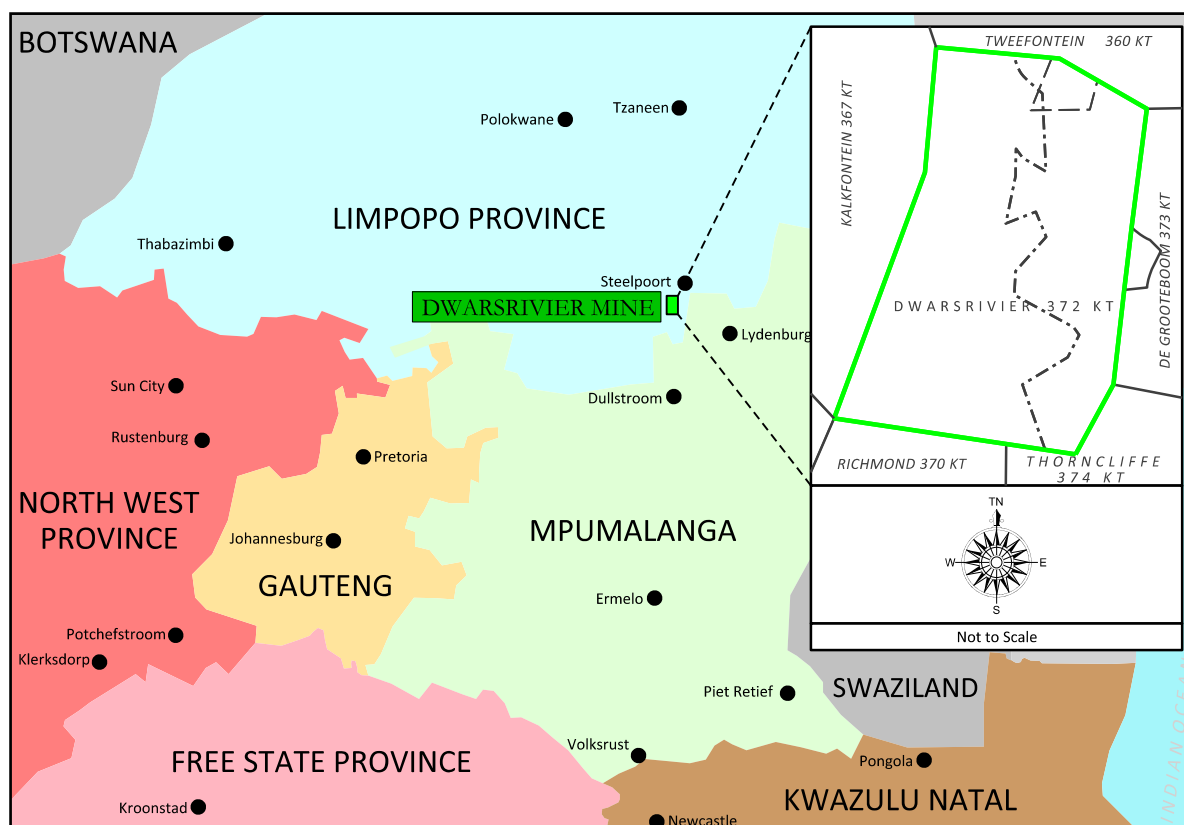 BOTSWANA
TWEEFONTEIN 360 KT
KALKFONTEIN 367 KT
Tzaneen
Polokwane
LIMPOPO PROVINCE
Thabazimbi
DE GROOTEBOOM 373 KT
Steelpoort
DWARSRIVIER MINE
DWARSRIVIER 372 KT
Lydenburg
Sun City
Dullstroom
Rustenburg
Pretoria
RICHMOND 370 KT
THORNCLIFFE
374 KT
NORTH WEST
PROVINCE
MPUMALANGA
TN
Johannesburg
W
E
GAUTENG
Ermelo
S
Potchefstroom
Not to Scale
Klerksdorp
SWAZILAND
Piet Retief
INDIAN OCEAN
Volksrust
FREE STATE PROVINCE
Pongola
KWAZULU NATAL
Kroonstad
Newcastle